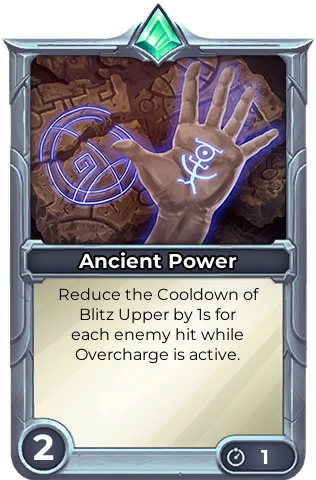 Ancient Power
Reduce the Cooldown of
Blitz Upper by 1s for
each enemy hit while
Overcharge is active.
2
1